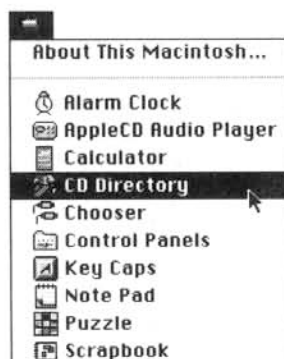 About This Macintosh...
Alarm Clock
AppleCD Audio Player
Calculator
CD Directory
Chooser
Control Panels
Key Caps
Note Pad
Puzzle
Scrapbook